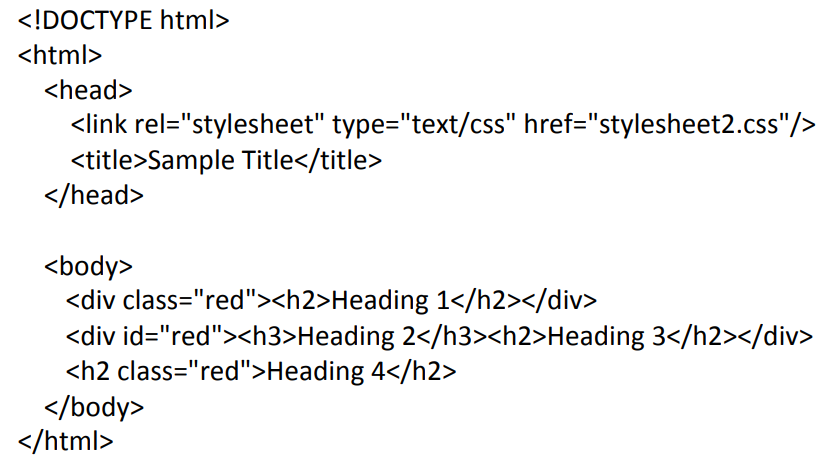 <!DOCTYPE html>
<html>
<head>
<link rel="stylesheet" type="text/css" href="stylesheet2.css"/>
<title>Sample Title</title>
</head>
<body>
<div class="red"><h2>Heading 1</h2></div>
<div id="red"><h3>Heading 2</h3><h2>Heading 3</h2></div>
<h2 class="red">Heading 4</h2>
</body>
</html>